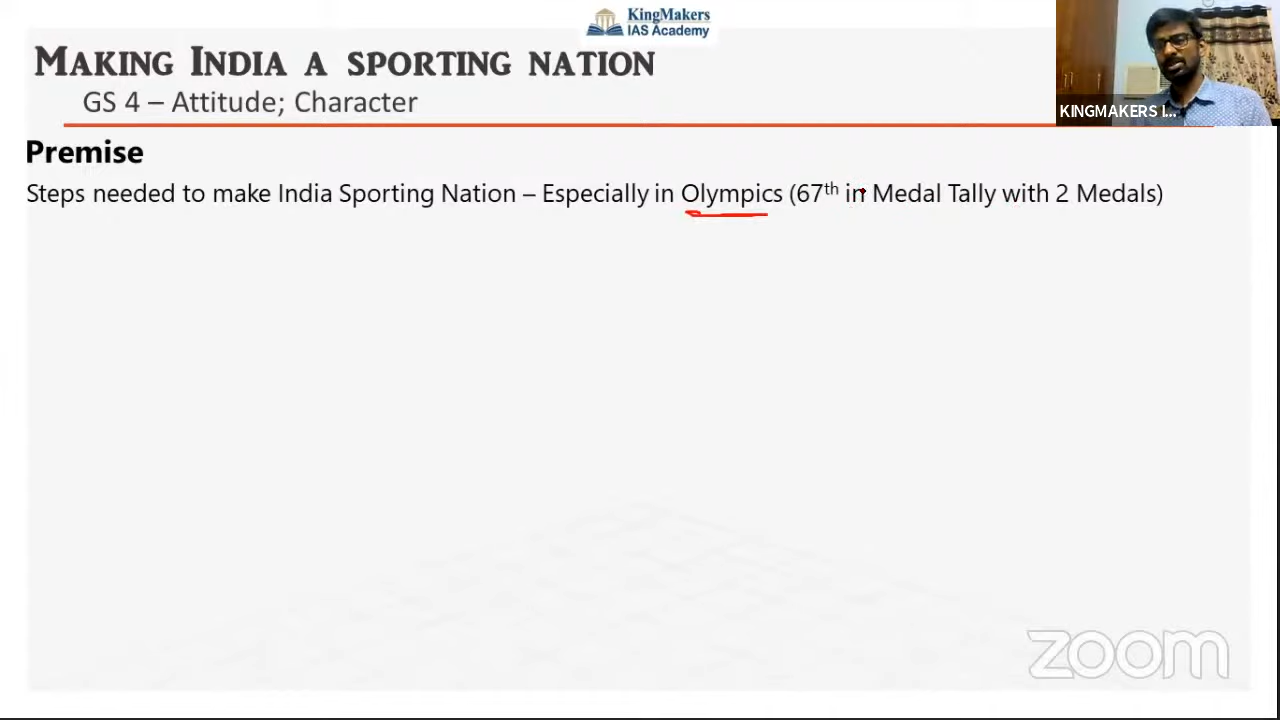 KingMakers
IAS Academy
Making India a sporting nation
GS 4 – Attitude; Character
KINGMAKERS I...
Premise
Steps needed to make India Sporting Nation – Especially in Olympics (67th in Medal Tally with 2 Medals)
zoom